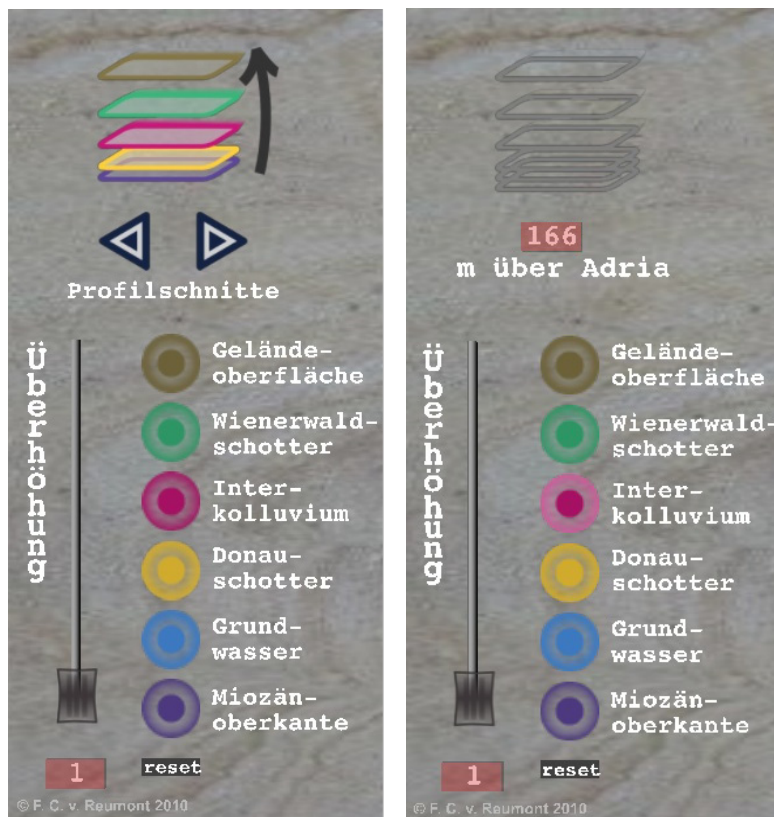 Profilschnitte
Überhöhung
Gelände-
oberfläche
Wienerwald-
schotter
Inter-
kolluvium
Donau-
schotter
Grund-
wasser
Miozän-
oberkante
1
reset
© F. C. v. Reumont 2010
166
m über Adria
Überhöhung
Gelände-
oberfläche
Wienerwald-
schotter
Inter-
kolluvium
Donau-
schotter
Grund-
wasser
Miozän-
oberkante
1
reset
© F. C. v. Reumont 2010